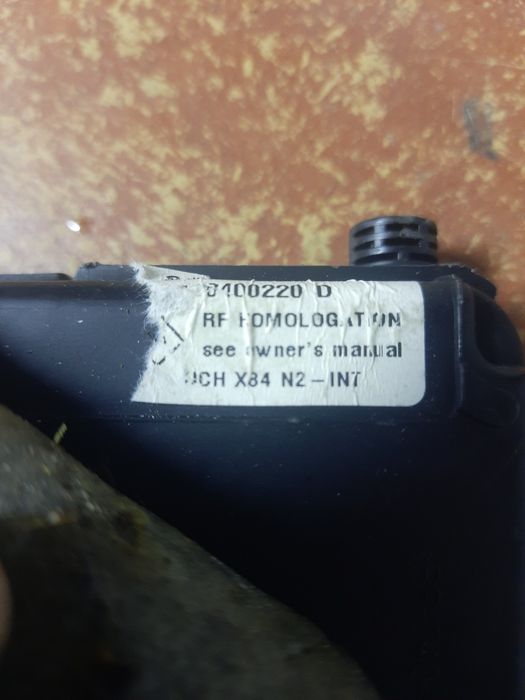 0400220 D
RF HOMOLOGATION
see owner's manual
UCH X84 N2-INT